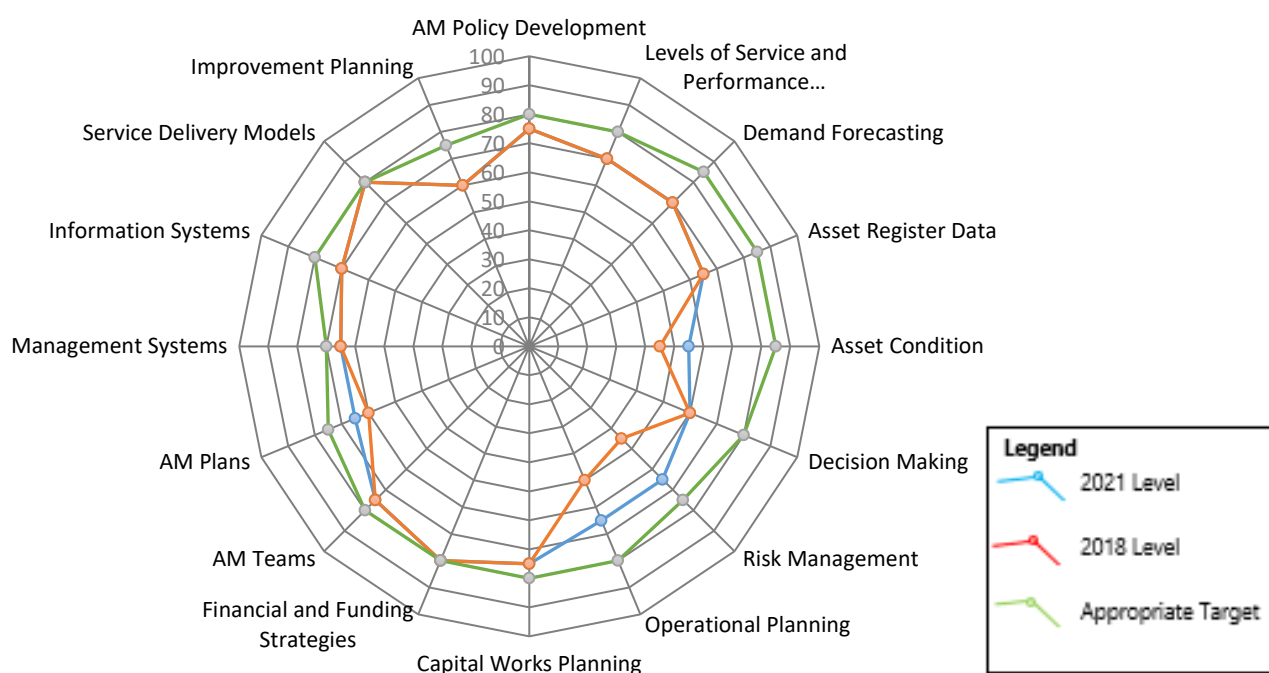 AM Policy Development
Levels of Service and
Performance...
Demand Forecasting
Asset Register Data
Asset Condition
Decision Making
Risk Management
Operational Planning
Capital Works Planning
Financial and Funding
Strategies
AM Teams
AM Plans
Management Systems
Information Systems
Service Delivery Models
Improvement Planning
100
90
80
70
60
50
40
30
20
10
0
Legend
2021 Level
2018 Level
Appropriate Target